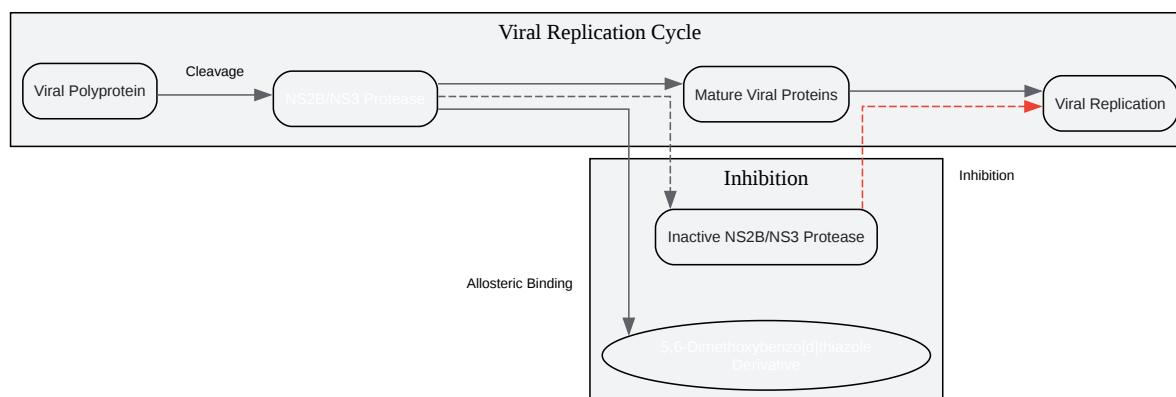 Viral Replication Cycle
Cleavage
Viral Polyprotein
NS2B/NS3 Protease
Mature Viral Proteins
Viral Replication
Inhibition
Inhibition
Inactive NS2B/NS3 Protease
Allosteric Binding
5,6-Dimethoxybenzo[d]thiazole
Derivative